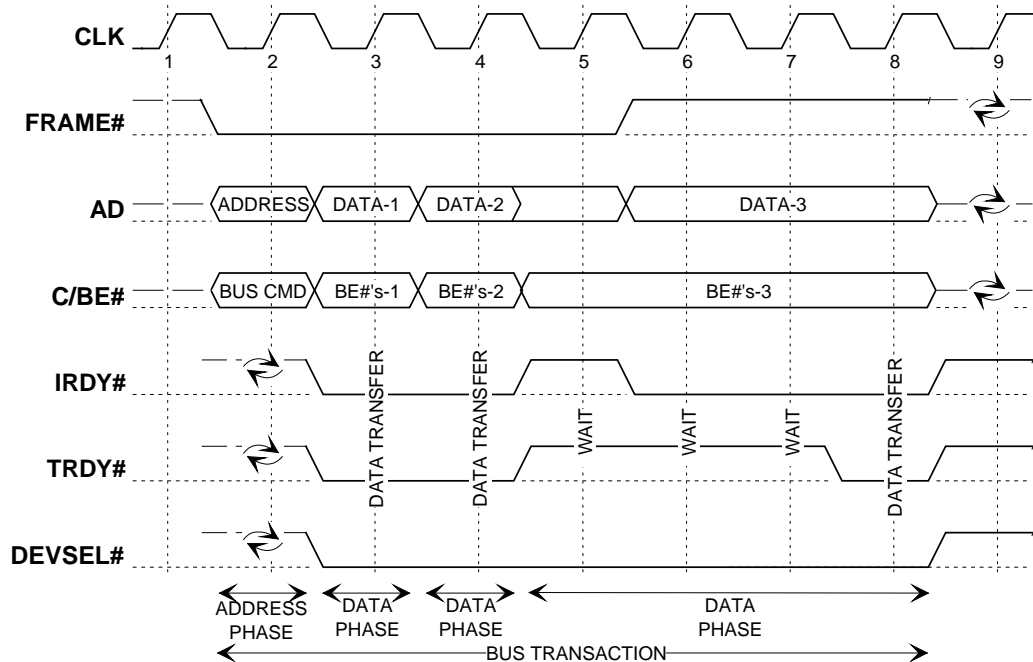 CLK
1 2 3 4 5 6 7 8 9
FRAME#
AD
ADDRESS DATA-1 DATA-2 DATA-3
C/BE#
BUS CMD BE#'s-1 BE#'s-2 BE#'s-3
IRDY#
TRDY#
DATA TRANSFER
DATA TRANSFER
WAIT
WAIT
WAIT
DATA TRANSFER
DEVSEL#
ADDRESS DATA DATA DATA
PHASE PHASE PHASE PHASE
BUS TRANSACTION